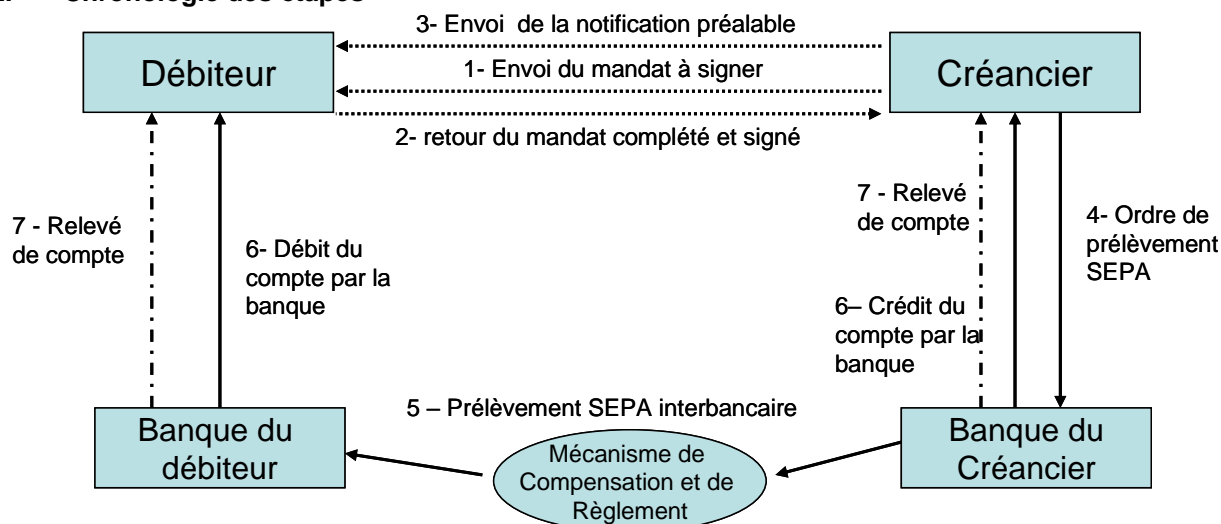 3- Envoi de la notification préalable
Débiteur
1- Envoi du mandat à signer
Créancier
2- retour du mandat complété et signé
7 - Relevé
de compte
6- Débit du
compte par la
banque
7 - Relevé
de compte
4- Ordre de
prélèvement
SEPA
6– Crédit du
compte par la
banque
5 – Prélèvement SEPA interbancaire
Banque du
débiteur
Mécanisme de
Compensation et de
Règlement
Banque du
Créancier